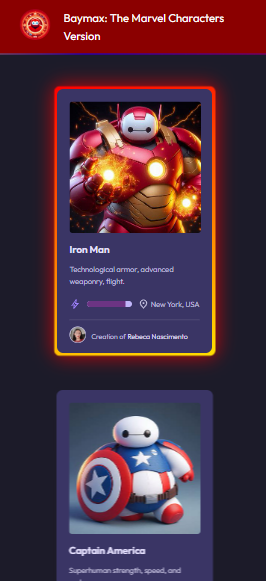 Baymax: The Marvel Characters
Version
Iron Man
Technological armor, advanced
weaponry, flight.
New York, USA
Creation of Rebeca Nascimento
Captain America
Superhuman strength, speed, and